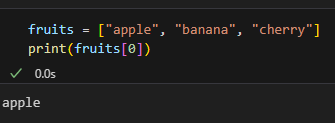 fruits = ["apple", "banana", "cherry"]
print(fruits[0])
0.0s
apple